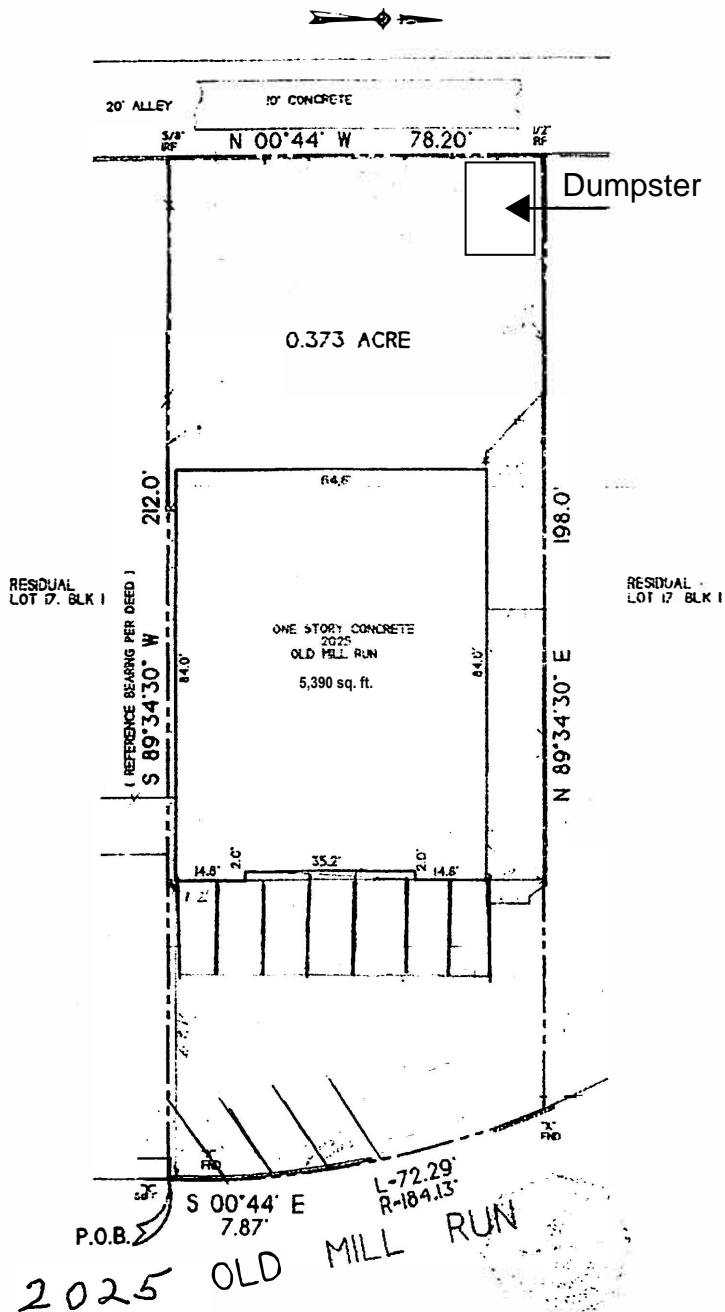 20' ALLEY
10' CONCRETE
5/8"
IRF
N 00°44' W 78.20'
1/2"
IRF
Dumpster
0.373 ACRE
64.6'
212.0'
198.0'
RESIDUAL
LOT 17. BLK 1
RESIDUAL
LOT 17 BLK 1
( REFERENCE BEARING PER DEED )
S 89°34'30" W
84.0'
ONE STORY CONCRETE
2025
OLD MILL RUN
5,390 sq. ft.
84.0'
N 89°34'30" E
14.8'
2.0'
35.2'
2.0'
14.8'
"X"
FND
FND
S 00°44' E
7.87'
L=72.29'
R=184.13'
P.O.B.
2025 OLD MILL RUN